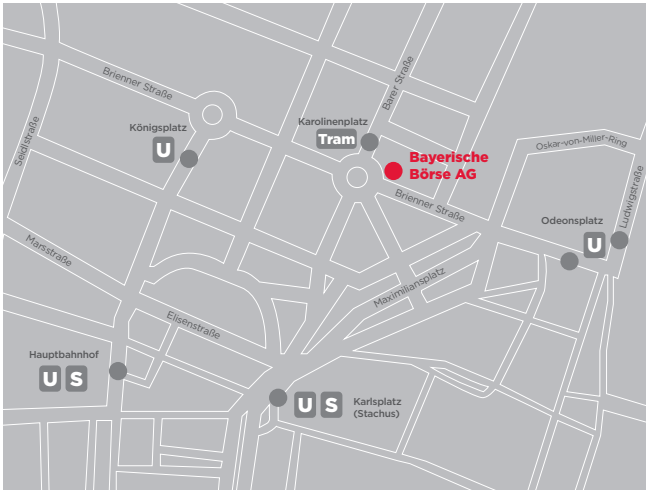 Brienner Straße
Seidlstraße
Königsplatz
U
Karolinenplatz
Tram
Barer Straße
Bayerische
Börse AG
Brienner Straße
Oskar-von-Miller-Ring
Ludwigstraße
Odeonsplatz
U
Marsstraße
Maximiliansplatz
Elisenstraße
Hauptbahnhof
U S
U S
Karlsplatz
(Stachus)